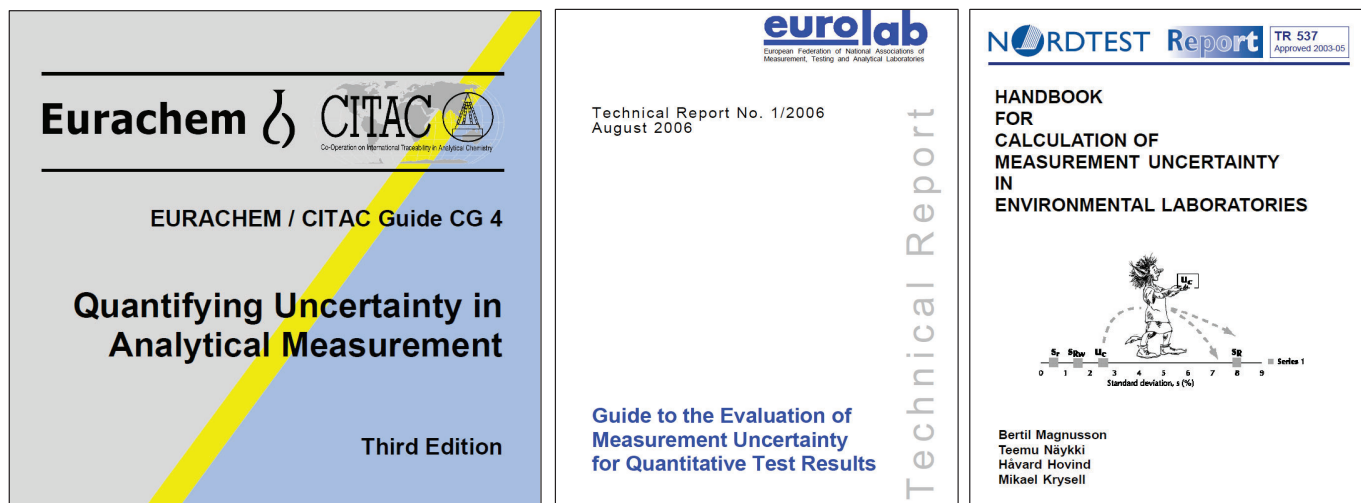 Eurachem
CITAC
Co-Operation on International Traceability in Analytical Chemistry
EURACHEM / CITAC Guide CG 4
Quantifying Uncertainty in
Analytical Measurement
Third Edition
eurolab
European Federation of National Associations of
Measurement, Testing and Analytical Laboratories
Technical Report No. 1/2006
August 2006
Technical Report
Guide to the Evaluation of
Measurement Uncertainty
for Quantitative Test Results
NORDTEST Report TR 537
Approved 2003-05
HANDBOOK
FOR
CALCULATION OF
MEASUREMENT UNCERTAINTY
IN
ENVIRONMENTAL LABORATORIES
uc
sr sRw uc sR Series 1
0 1 2 3 4 5 6 7 8 9
Standard deviation, s (%)
Bertil Magnusson
Teemu Näykki
Håvard Hovind
Mikael Krysell